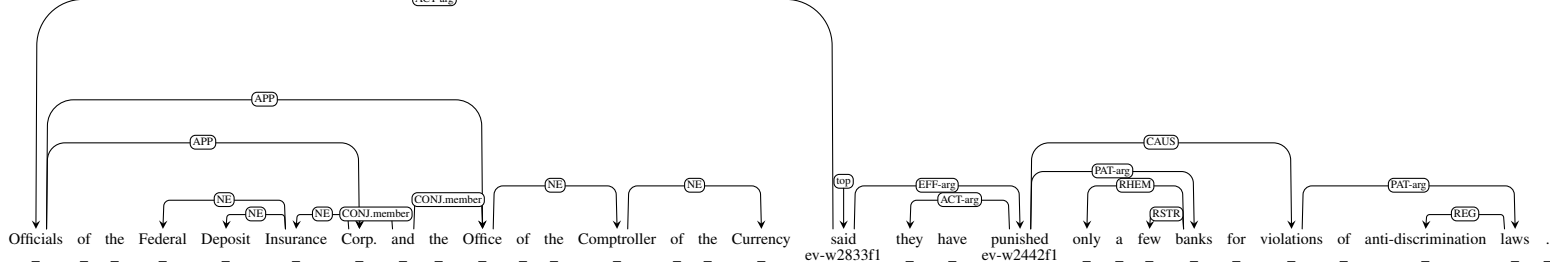 ACT-arg
APP
APP
CAUS
PAT-arg
top
NE NE EFF-arg RHEM PAT-arg
NE CONJ.member ACT-arg
NE NE CONJ.member RSTR REG
Officials of the Federal Deposit Insurance Corp. and the Office of the Comptroller of the Currency said they have punished only a few banks for violations of anti-discrimination laws .
_ _ _ _ _ _ _ _ _ _ _ _ _ _ _ _ ev-w2833f1 _ _ ev-w2442f1 _ _ _ _ _ _ _ _ _ _